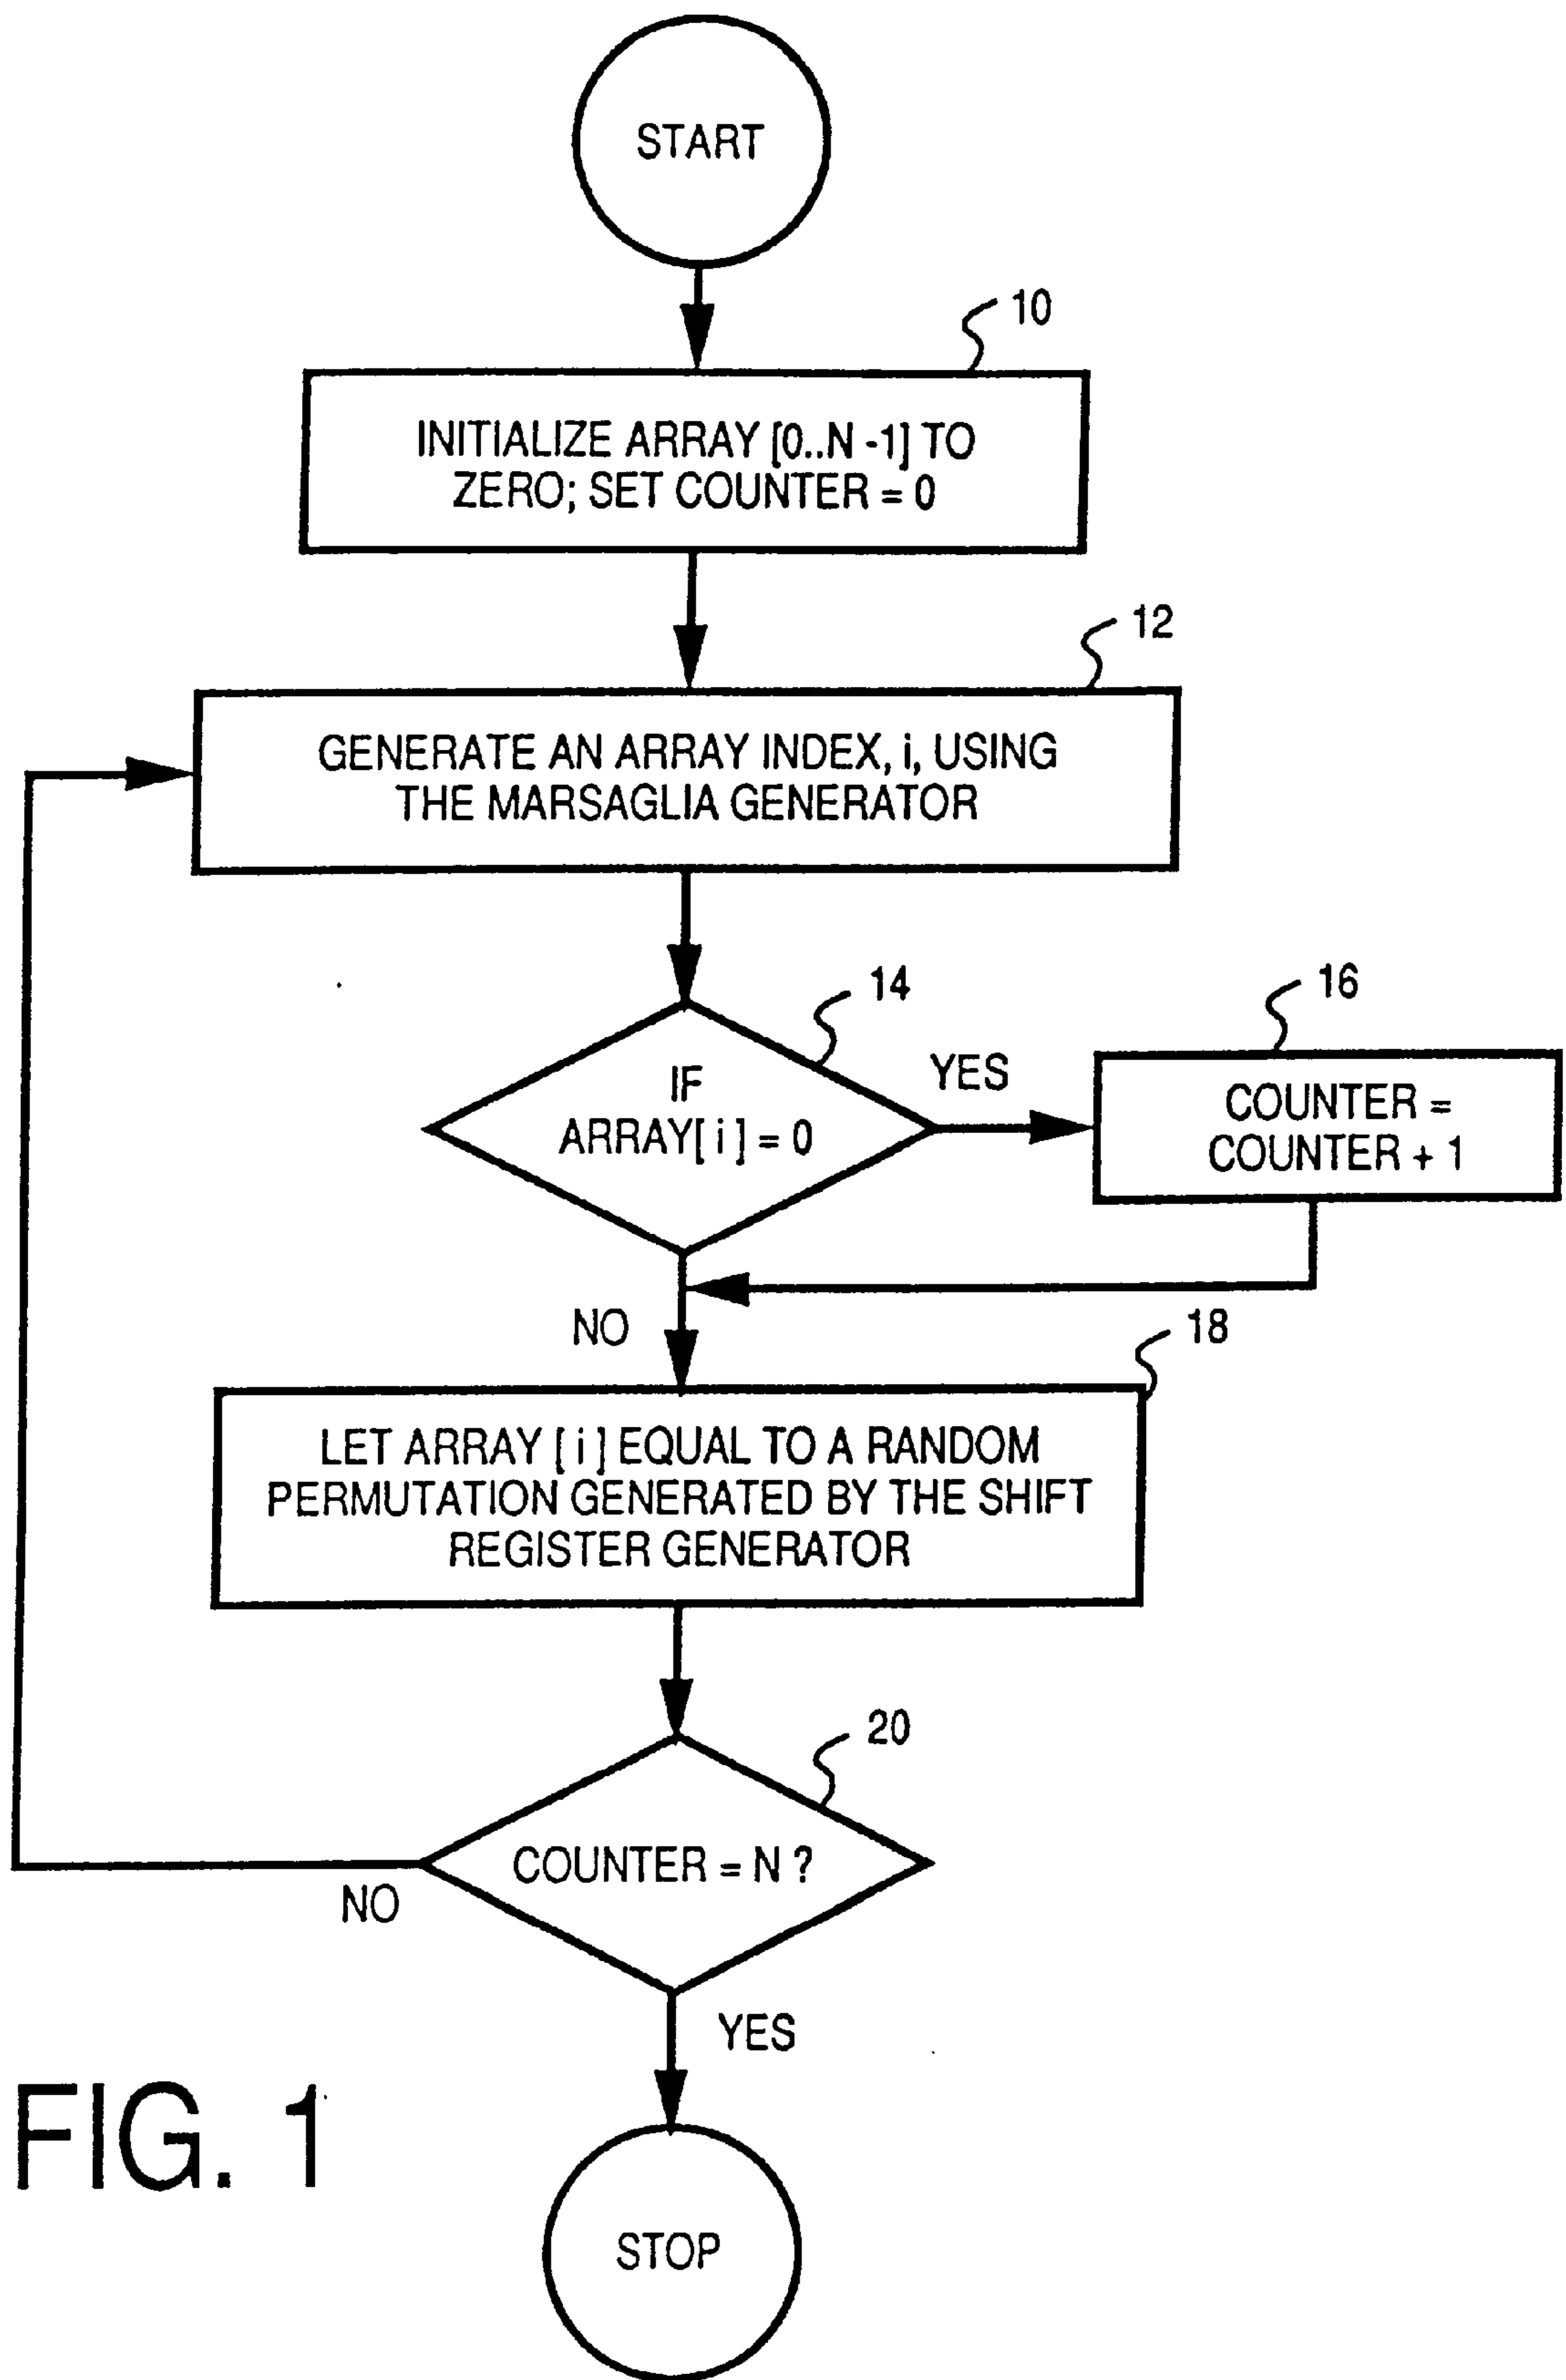 START
10
INITIALIZE ARRAY [0..N -1] TO
ZERO; SET COUNTER = 0
12
GENERATE AN ARRAY INDEX, i, USING
THE MARSAGLIA GENERATOR
14
IF
ARRAY[ i ] = 0
YES
16
COUNTER =
COUNTER + 1
NO
18
LET ARRAY [ i ] EQUAL TO A RANDOM
PERMUTATION GENERATED BY THE SHIFT
REGISTER GENERATOR
20
COUNTER = N ?
NO
YES
FIG. 1
STOP